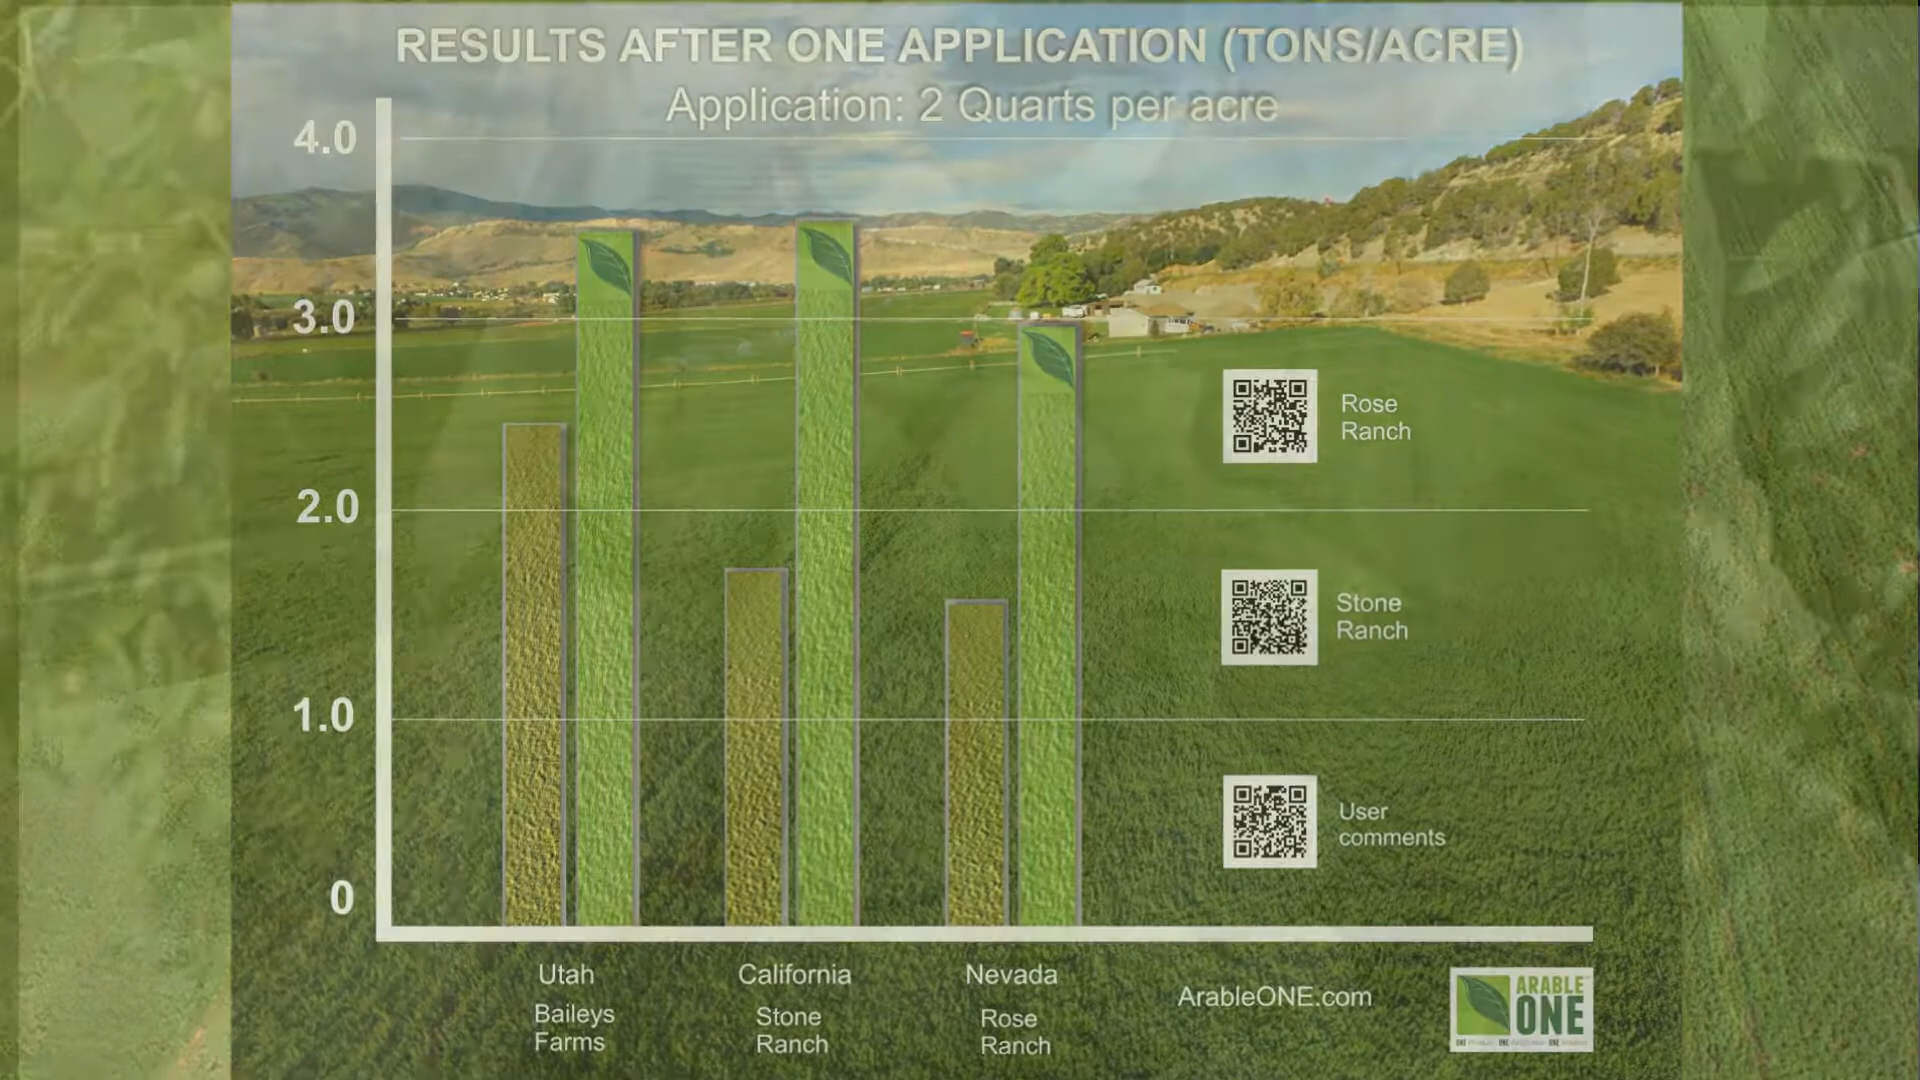 RESULTS AFTER ONE APPLICATION (TONS/ACRE)
Application: 2 Quarts per acre
4.0
3.0
2.0
1.0
0
Rose
Ranch
Stone
Ranch
User
comments
Utah
Baileys
Farms
California
Stone
Ranch
Nevada
Rose
Ranch
ArableONE.com
ARABLE
ONE